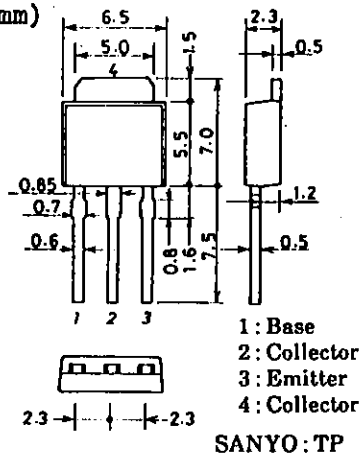 mm)
6.5
5.0
4
1.5
5.5
7.0
2.3
0.5
0.85
0.7
0.6
0.8
1.6
7.5
1.2
0.5
1 2 3
1 : Base
2 : Collector
3 : Emitter
4 : Collector
2.3 2.3
SANYO : TP